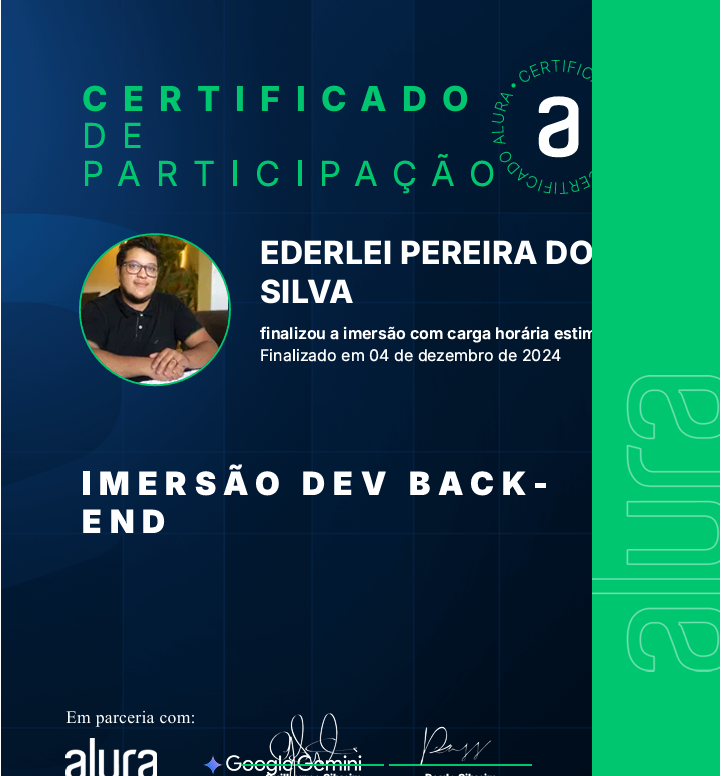 CERTIFICADO
DE
PARTICIPAÇÃO
ALURA • CERTIFIC
CERTIFICADO
a
EDERLEI PEREIRA DO
SILVA
finalizou a imersão com carga horária estim
Finalizado em 04 de dezembro de 2024
IMERSÃO DEV BACK-
END
alura
Em parceria com:
alura
Google Gemini